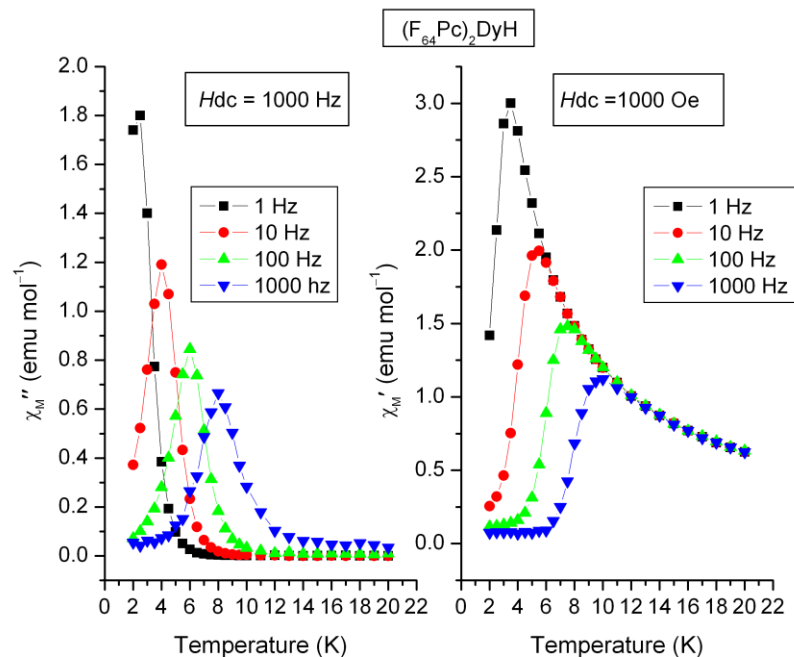 (F₆₄Pc)₂DyH
Hdc = 1000 Hz
1 Hz
10 Hz
100 Hz
1000 hz
χM″ (emu mol⁻¹)
2.0
1.8
1.6
1.4
1.2
1.0
0.8
0.6
0.4
0.2
0.0
0 2 4 6 8 10 12 14 16 18 20 22
Temperature (K)
Hdc =1000 Oe
1 Hz
10 Hz
100 Hz
1000 Hz
χM′ (emu mol⁻¹)
3.0
2.5
2.0
1.5
1.0
0.5
0.0
0 2 4 6 8 10 12 14 16 18 20 22
Temperature (K)